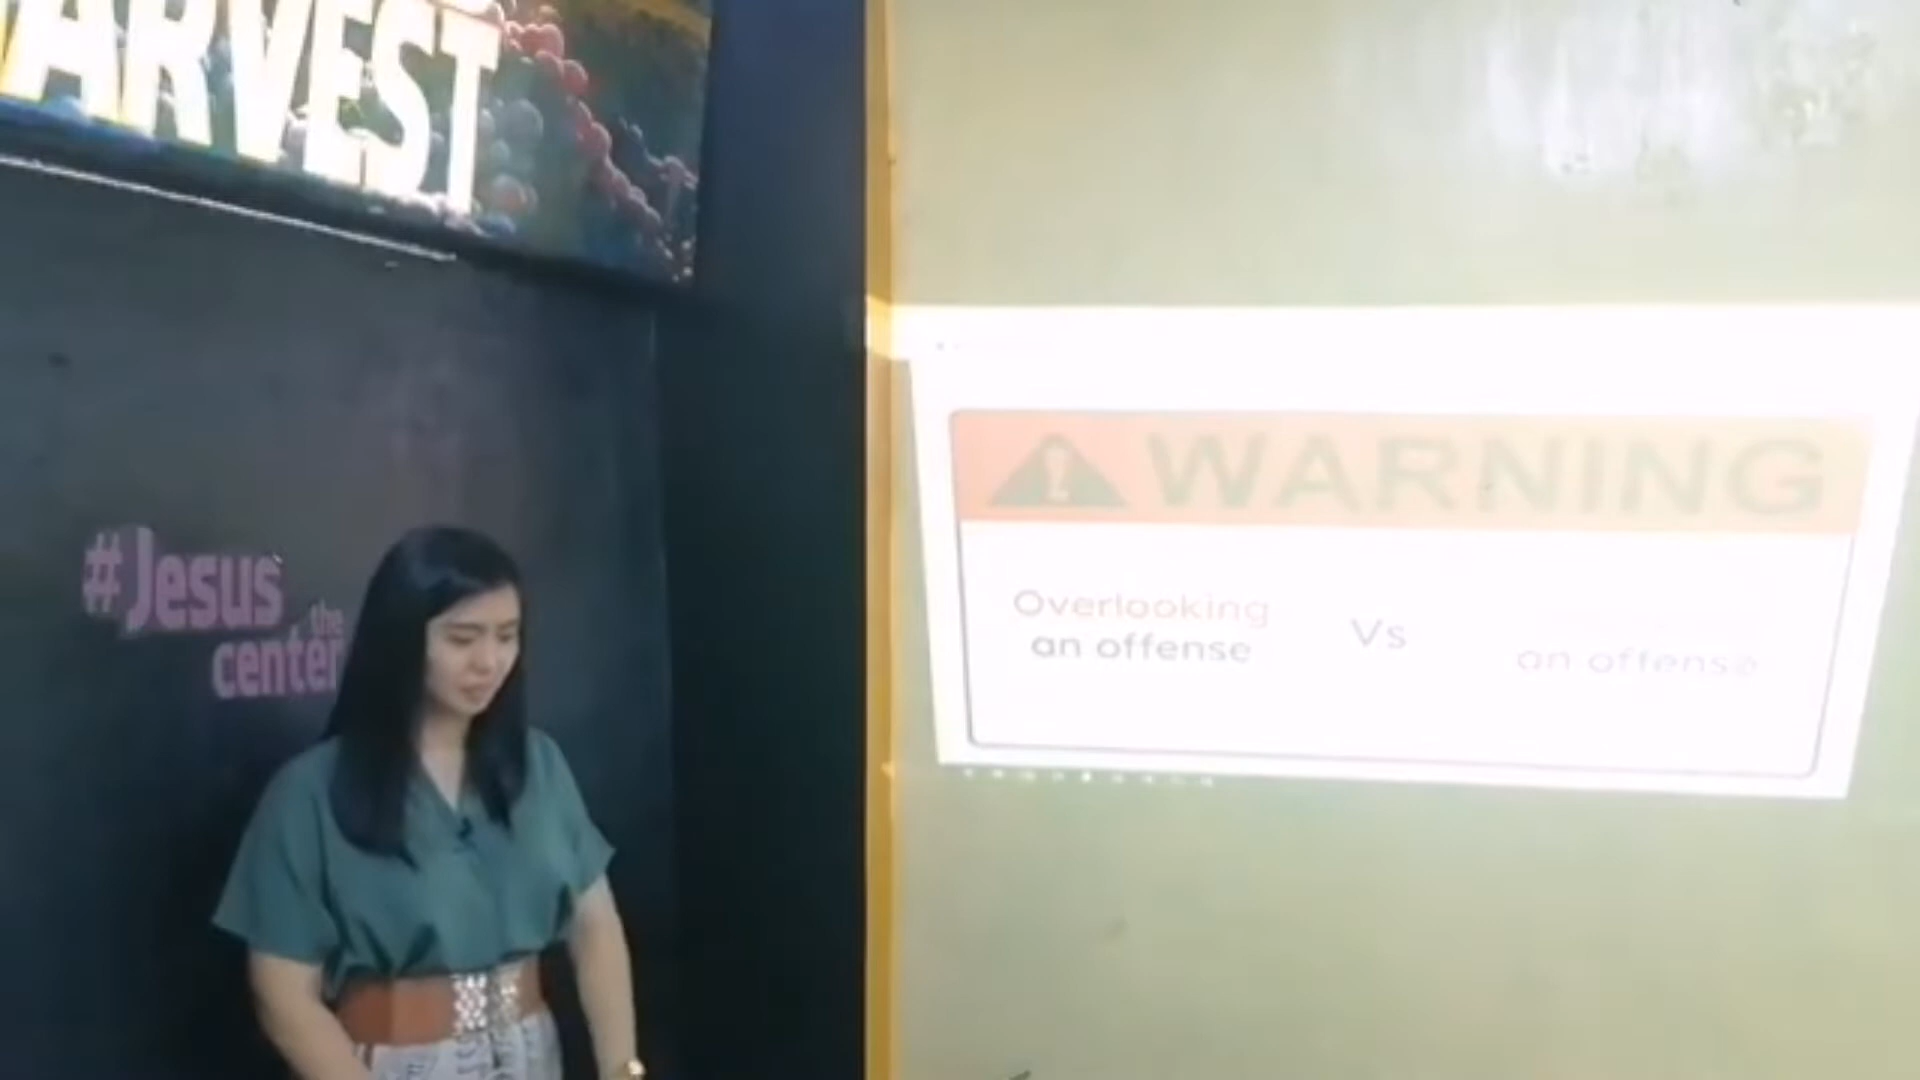 ARVEST
#Jesus
the
center
WARNING
Overlooking
an offense
Vs
an offense